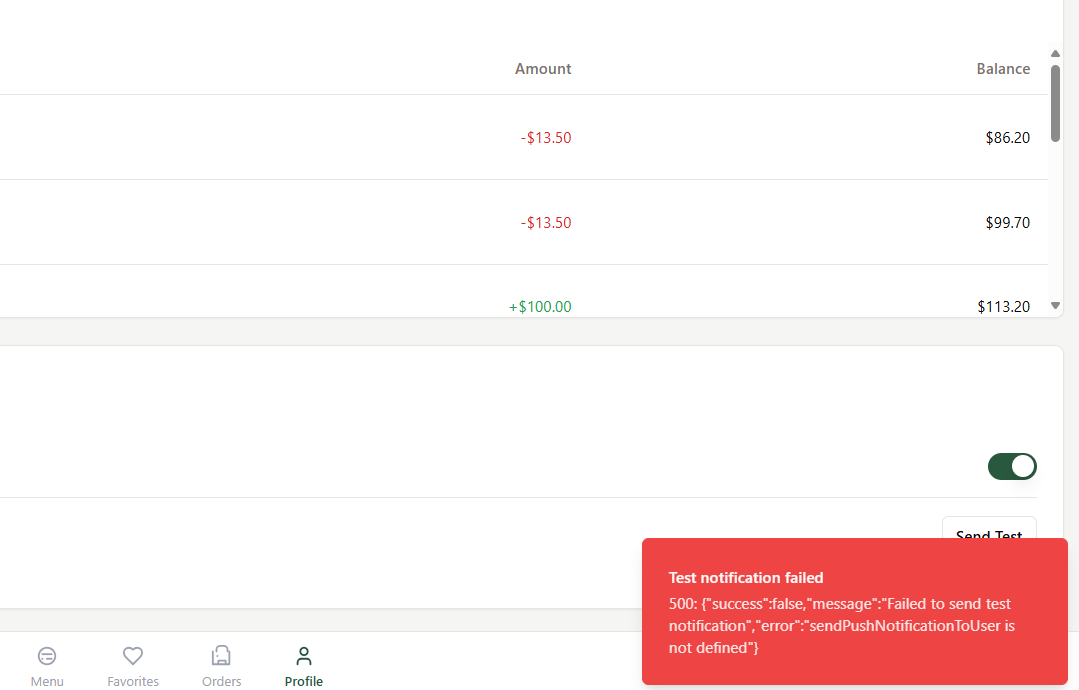 Amount Balance
-$13.50 $86.20
-$13.50 $99.70
+$100.00 $113.20
Send Test
Test notification failed
500: {"success":false,"message":"Failed to send test
notification","error":"sendPushNotificationToUser is
not defined"}
Menu Favorites Orders Profile